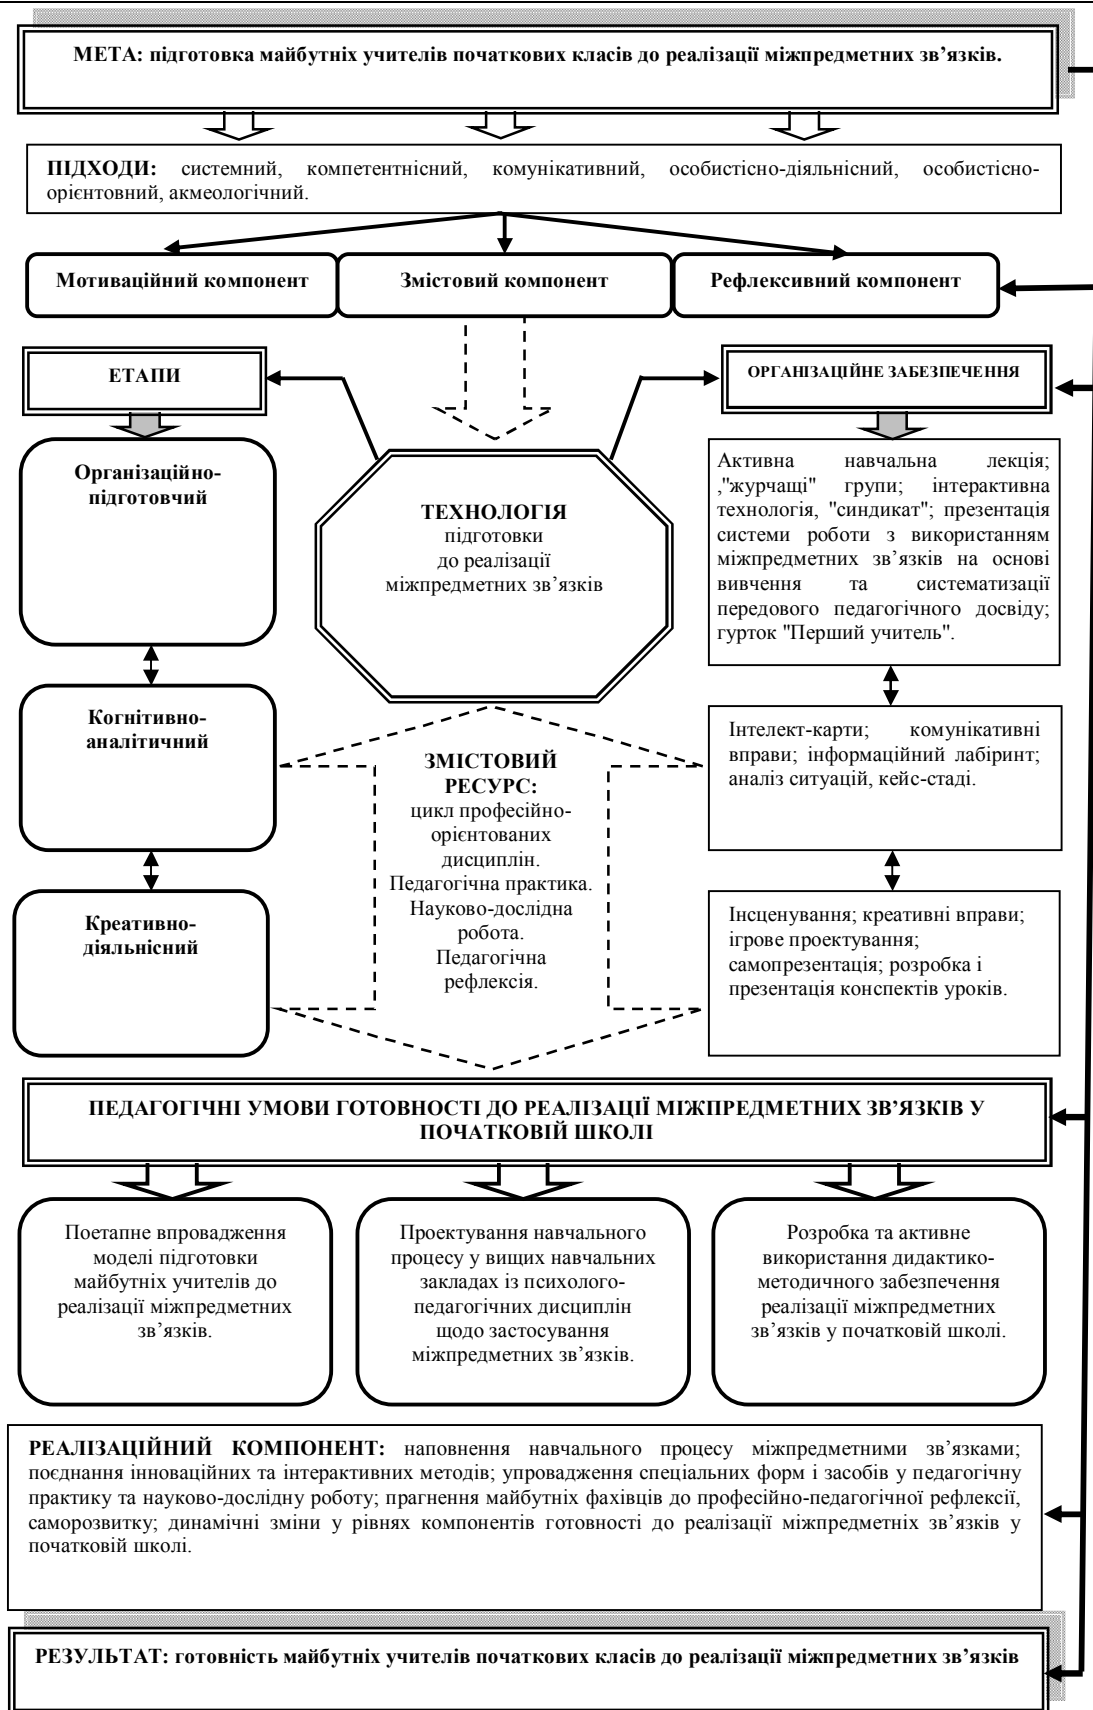 МЕТА: підготовка майбутніх учителів початкових класів до реалізації міжпредметних зв’язків.
ПІДХОДИ: системний, компетентнісний, комунікативний, особистісно-діяльнісний, особистісно-
орієнтовний, акмеологічний.
Мотиваційний компонент
Змістовий компонент
Рефлексивний компонент
ЕТАПИ
ОРГАНІЗАЦІЙНЕ ЗАБЕЗПЕЧЕННЯ
Організаційно-
підготовчий
ТЕХНОЛОГІЯ
підготовки
до реалізації
міжпредметних зв’язків
Активна навчальна лекція;
,"журчащі" групи; інтерактивна
технологія, "синдикат"; презентація
системи роботи з використанням
міжпредметних зв’язків на основі
вивчення та систематизації
передового педагогічного досвіду;
гурток "Перший учитель".
Когнітивно-
аналітичний
ЗМІСТОВИЙ
РЕСУРС:
цикл професійно-
орієнтованих
дисциплін.
Педагогічна практика.
Науково-дослідна
робота.
Педагогічна
рефлексія.
Інтелект-карти; комунікативні
вправи; інформаційний лабіринт;
аналіз ситуацій, кейс-стаді.
Креативно-
діяльнісний
Інсценування; креативні вправи;
ігрове проектування;
самопрезентація; розробка і
презентація конспектів уроків.
ПЕДАГОГІЧНІ УМОВИ ГОТОВНОСТІ ДО РЕАЛІЗАЦІЇ МІЖПРЕДМЕТНИХ ЗВ’ЯЗКІВ У
ПОЧАТКОВІЙ ШКОЛІ
Поетапне впровадження
моделі підготовки
майбутніх учителів до
реалізації міжпредметних
зв’язків.
Проектування навчального
процесу у вищих навчальних
закладах із психолого-
педагогічних дисциплін
щодо застосування
міжпредметних зв’язків.
Розробка та активне
використання дидактико-
методичного забезпечення
реалізації міжпредметних
зв’язків у початковій школі.
РЕАЛІЗАЦІЙНИЙ КОМПОНЕНТ: наповнення навчального процесу міжпредметними зв’язками;
поєднання інноваційних та інтерактивних методів; упровадження спеціальних форм і засобів у педагогічну
практику та науково-дослідну роботу; прагнення майбутніх фахівців до професійно-педагогічної рефлексії,
саморозвитку; динамічні зміни у рівнях компонентів готовності до реалізації міжпредметніх зв’язків у
початковій школі.
РЕЗУЛЬТАТ: готовність майбутніх учителів початкових класів до реалізації міжпредметних зв’язків